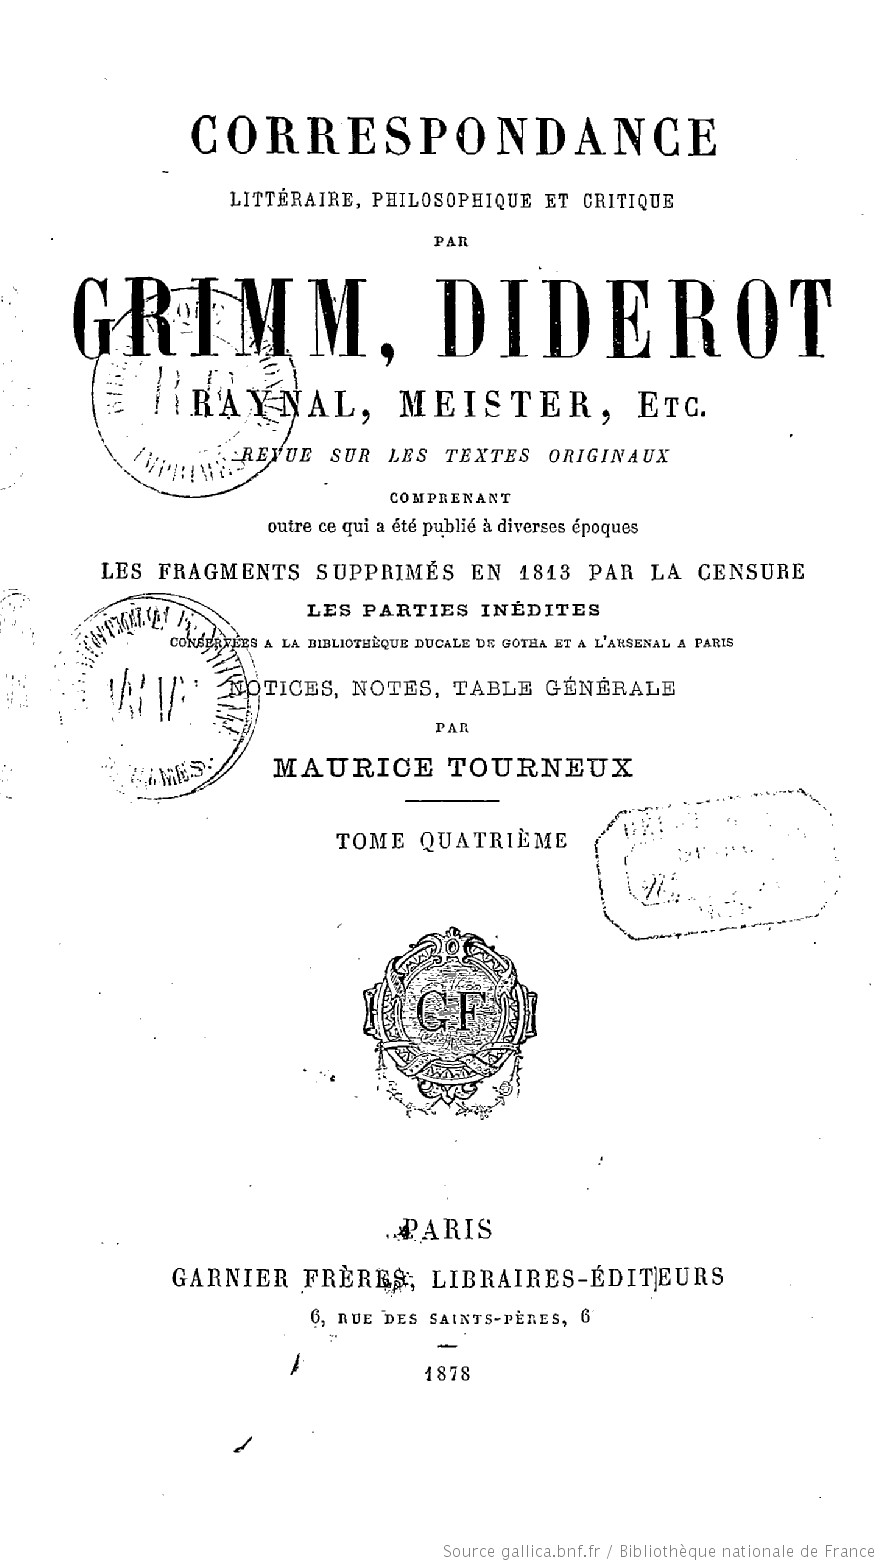 CORRESPONDANCE
LITTÉRAIRE, PHILOSOPHIQUE ET CRITIQUE
PAR
GRIMM, DIDEROT
RAYNAL, MEISTER, ETC.
REVUE SUR LES TEXTES ORIGINAUX
COMPRENANT
outre ce qui a été publié à diverses époques
LES FRAGMENTS SUPPRIMÉS EN 1813 PAR LA CENSURE
LES PARTIES INÉDITES
CONSERVÉES A LA BIBLIOTHÈQUE DUCALE DE GOTHA ET A L'ARSENAL A PARIS
NOTICES, NOTES, TABLE GÉNÉRALE
PAR
MAURICE TOURNEUX
TOME QUATRIÈME
GF
PARIS
GARNIER FRÈRES, LIBRAIRES-ÉDITEURS
6, RUE DES SAINTS-PÈRES, 6
1878
Source gallica.bnf.fr / Bibliothèque nationale de France